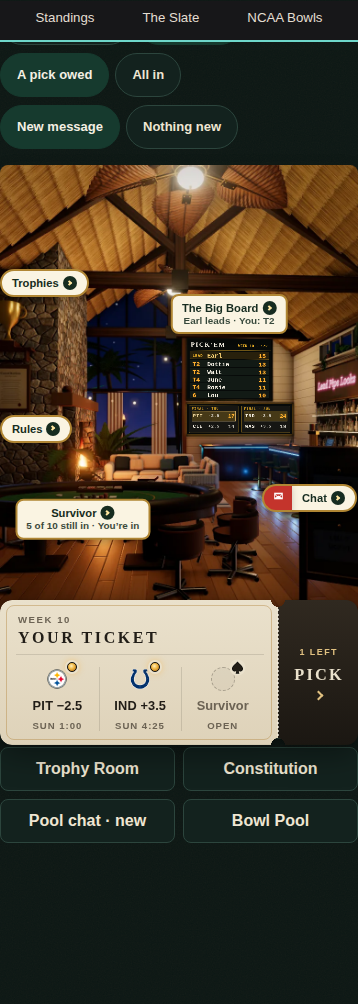 Standings The Slate NCAA Bowls
A pick owed All in
New message Nothing new
Trophies
The Big Board
Earl leads · You: T2
PICK'EM
Earl 15
T2 Dottie 13
T2 Walt 13
T4 June 11
T4 Rosie 11
6 Lou 10
Lead Pipe Locks
Rules
Chat
Survivor
5 of 10 still in · You're in
WEEK 10
YOUR TICKET
PIT −2.5 IND +3.5 Survivor
SUN 1:00 SUN 4:25 OPEN
1 LEFT
PICK
Trophy Room Constitution
Pool chat · new Bowl Pool